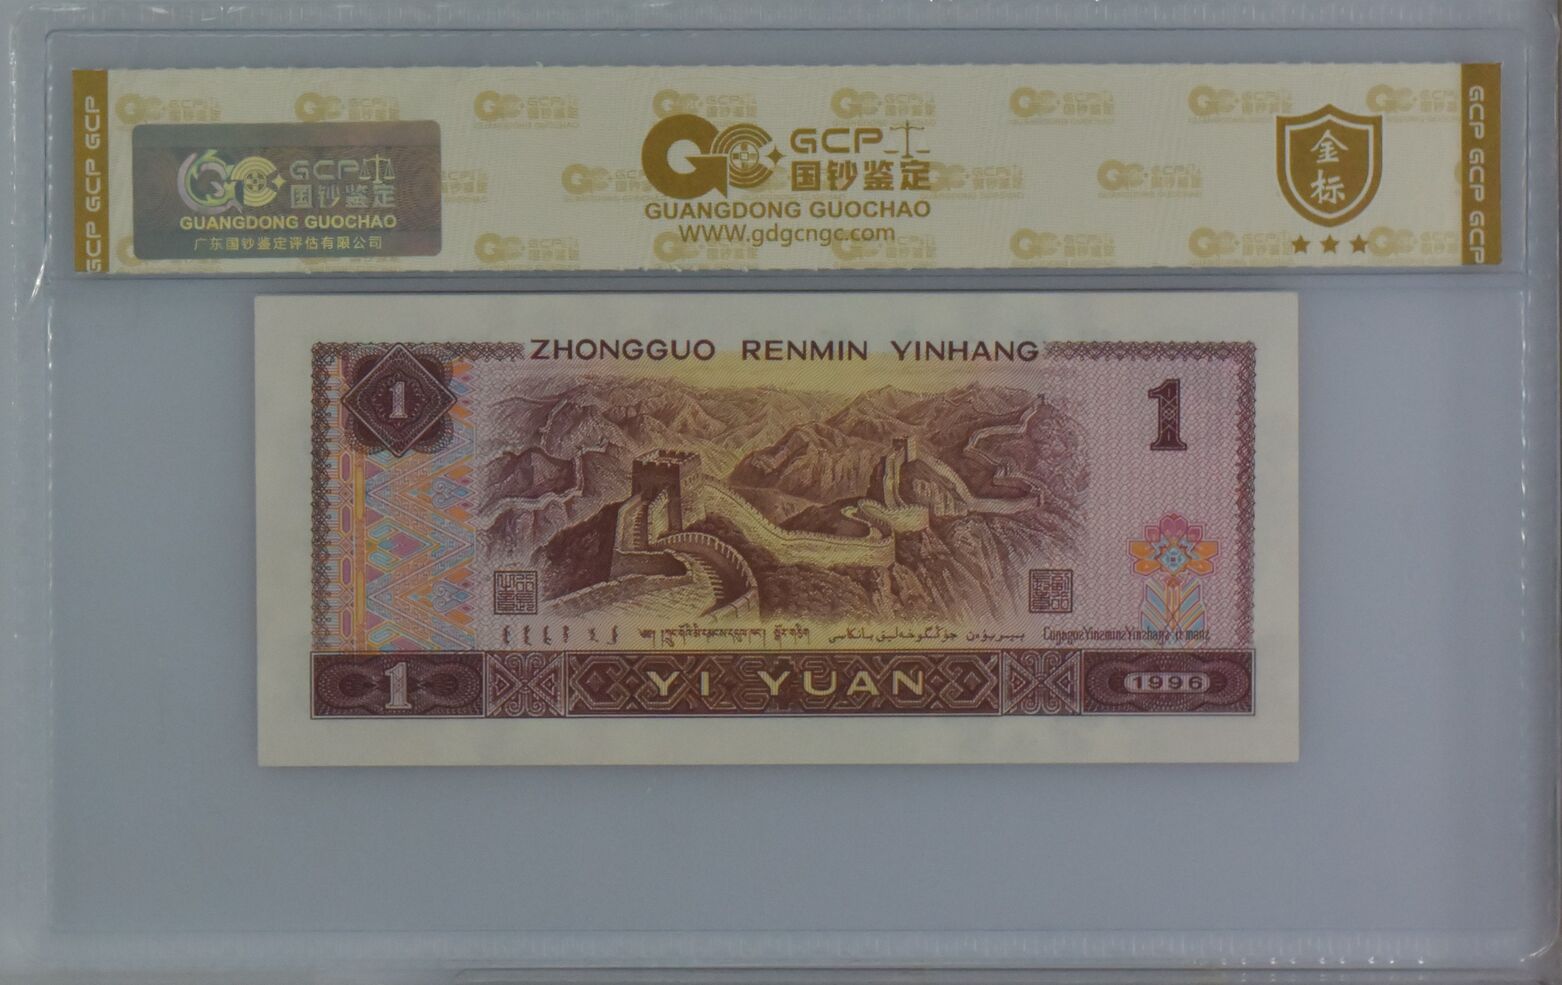 GCP GCP GCP
GCP
国钞鉴定
GUANGDONG GUOCHAO
广东国钞鉴定评估有限公司
GCP
国钞鉴定
GUANGDONG GUOCHAO
WWW.gdgcngc.com
金标
GCP GCP GCP
ZHONGGUO RENMIN YINHANG
1
1
1
YI YUAN
1996